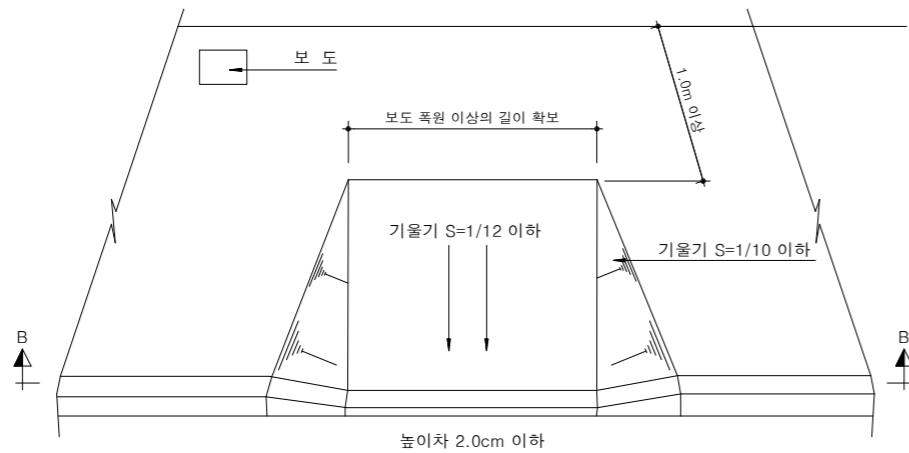 보 도
1.0m 이상
보도 폭원 이상의 길이 확보
기울기 S=1/12 이하
기울기 S=1/10 이하
B
B
높이차 2.0cm 이하